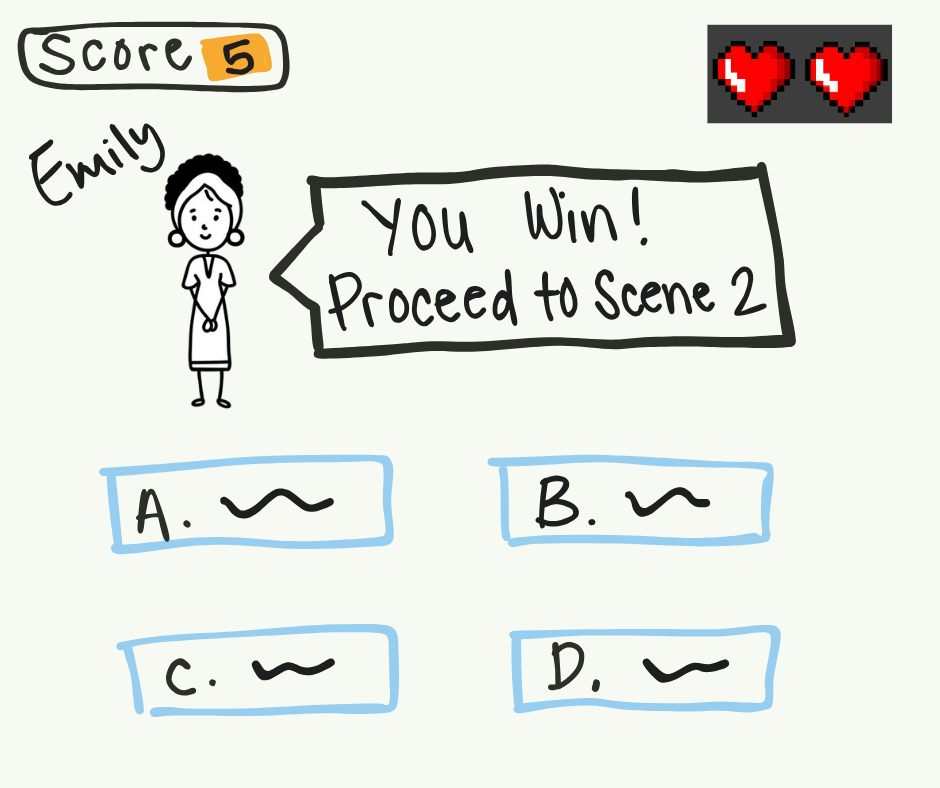 Score 5
Emily
You Win!
Proceed to Scene 2
A.
B.
C.
D.